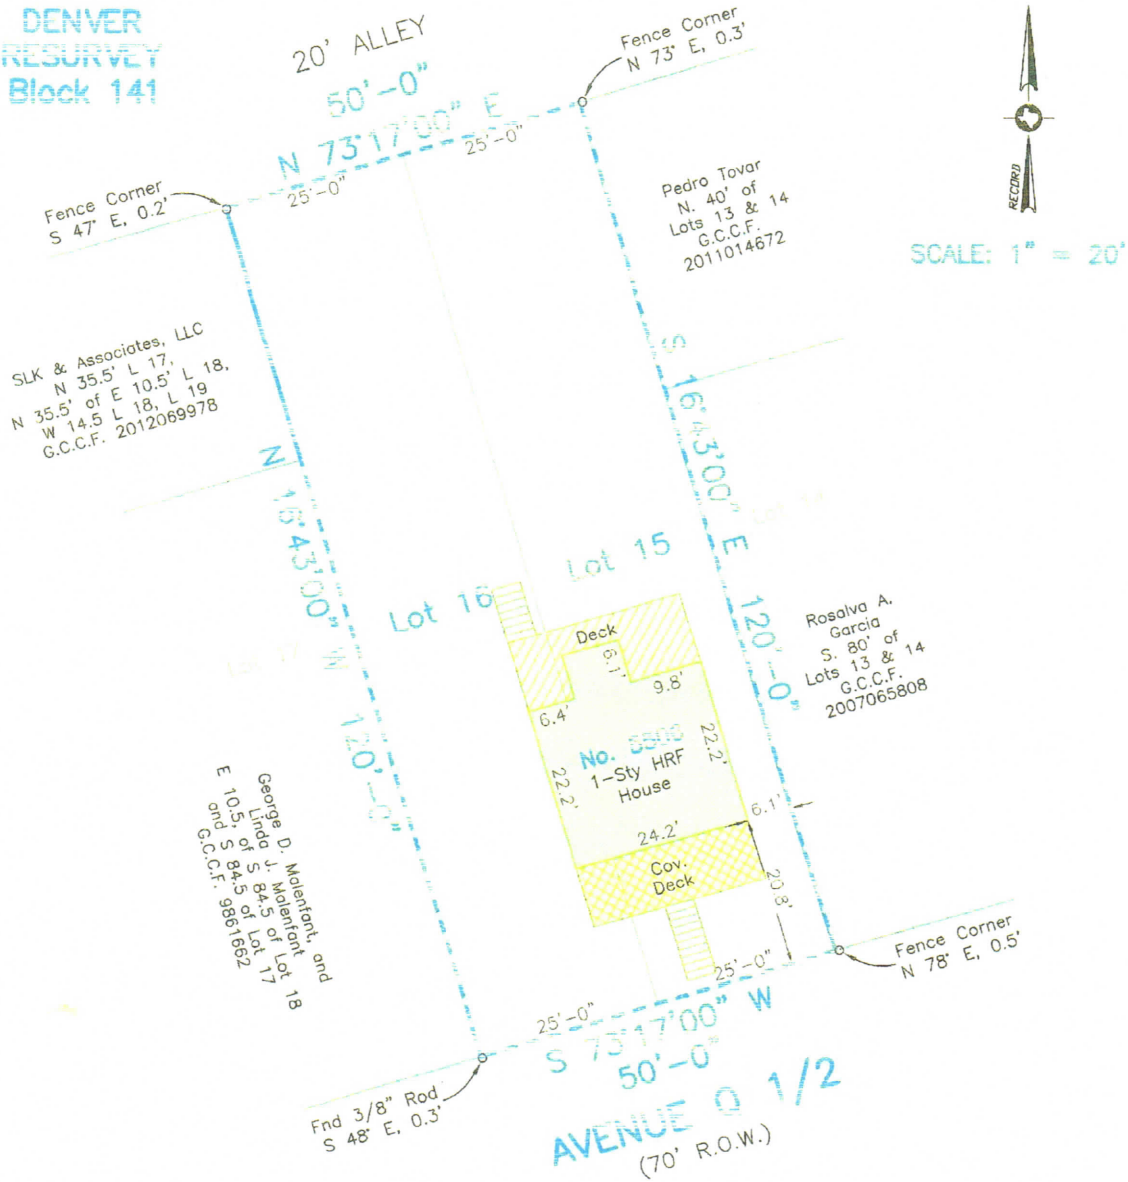 DENVER
RESURVEY
Block 141
20' ALLEY
50'-0"
N 73°17'00" E
25'-0"
25'-0"
Fence Corner
N 73° E, 0.3'
RECORD
SCALE: 1" = 20'
Fence Corner
S 47° E, 0.2'
Pedro Tovar
N. 40' of
Lots 13 & 14
G.C.C.F.
2011014672
SLK & Associates, LLC
N 35.5' L 17,
N 35.5' of E 10.5' L 18,
W 14.5 L 18, L 19
G.C.C.F. 2012069978
N 16°43'00" W 120'-0"
S 16°43'00" E 120'-0"
Lot 14
Lot 15
Lot 16
Lot 17
Deck
6.1'
9.8'
6.4'
Rosalva A.
Garcia
S. 80' of
Lots 13 & 14
G.C.C.F.
2007065808
No.
1-Sty HRF
House
22.2'
22.2'
24.2'
6.1'
Cov.
Deck
20.8'
George D. Malenfant, and
Linda J. Malenfant
E 10.5, of S 84.5 of Lot 18
and S 84.5 of Lot 17
G.C.C.F. 9861662
25'-0"
25'-0"
S 73°17'00" W
50'-0"
Fence Corner
N 78° E, 0.5'
Fnd 3/8" Rod
S 48° E, 0.3'
AVENUE Q 1/2
(70' R.O.W.)